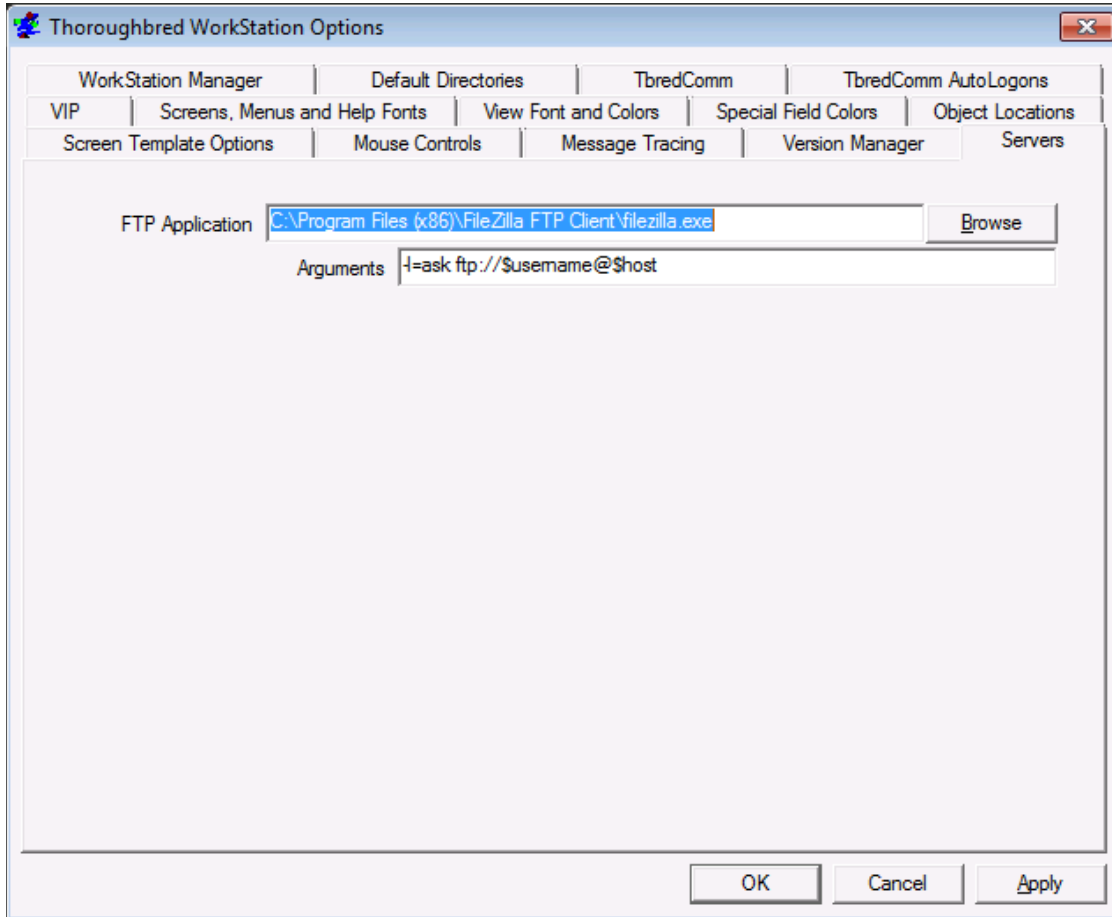 Thoroughbred WorkStation Options
WorkStation Manager Default Directories TbredComm TbredComm AutoLogons
VIP Screens, Menus and Help Fonts View Font and Colors Special Field Colors Object Locations
Screen Template Options Mouse Controls Message Tracing Version Manager Servers
FTP Application C:\Program Files (x86)\FileZilla FTP Client\filezilla.exe Browse
Arguments -l=ask ftp://$username@$host
OK Cancel Apply